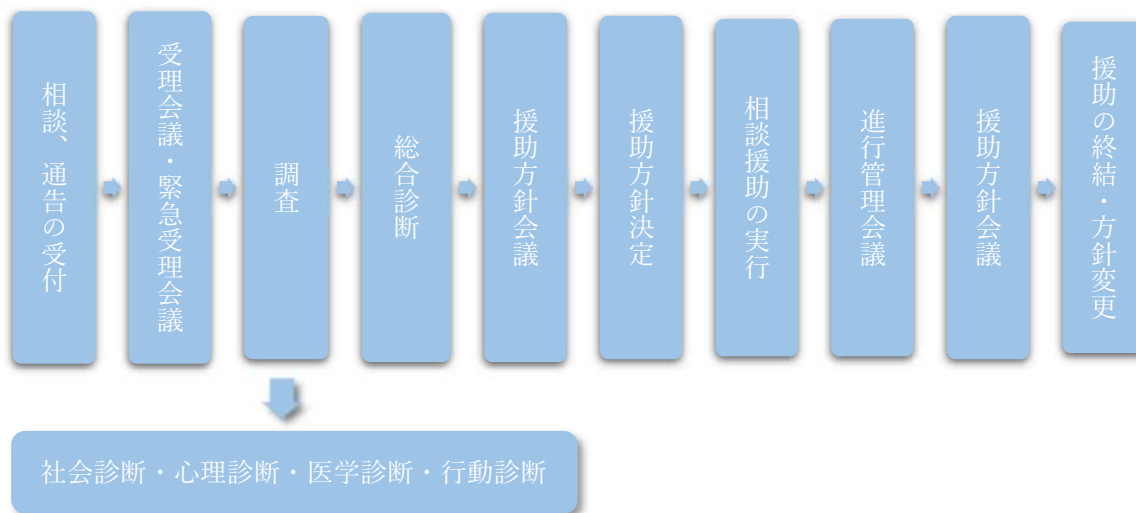 相談、通告の受付
受理会議・緊急受理会議
調査
総合診断
援助方針会議
援助方針決定
相談援助の実行
進行管理会議
援助方針会議
援助の終結・方針変更
社会診断・心理診断・医学診断・行動診断